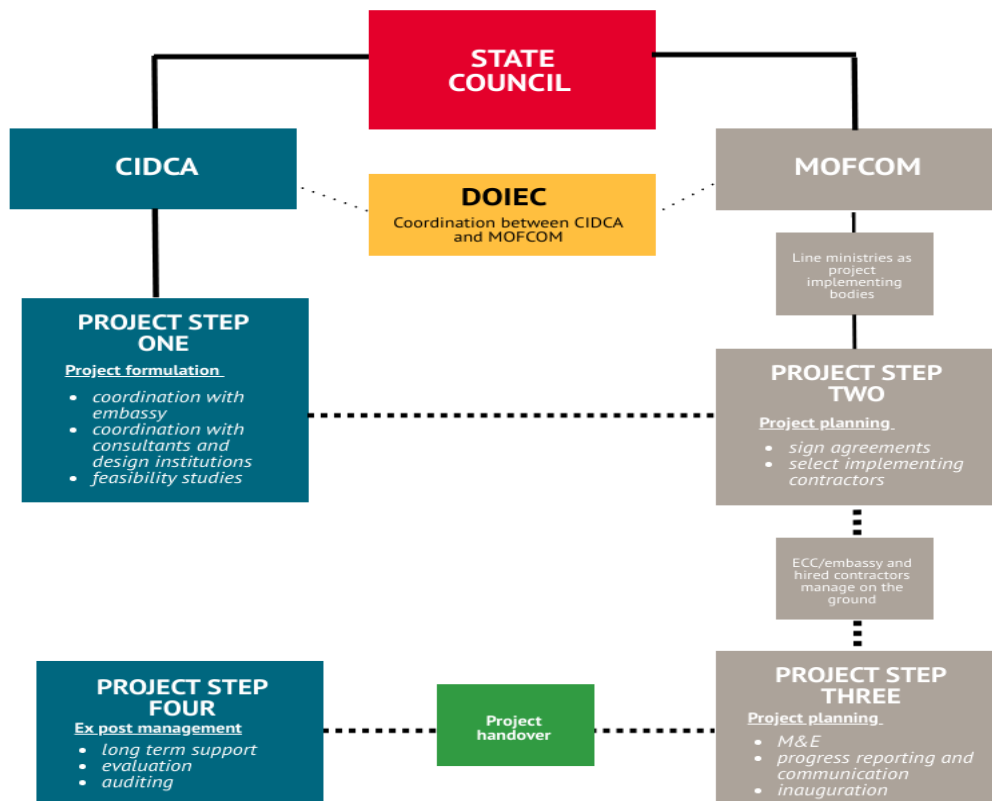 STATE
COUNCIL
CIDCA
MOFCOM
DOIEC
Coordination between CIDCA
and MOFCOM
Line ministries as
project
implementing
bodies
PROJECT STEP
ONE
Project formulation
• coordination with
embassy
• coordination with
consultants and
design institutions
• feasibility studies
PROJECT STEP
TWO
Project planning
• sign agreements
• select implementing
contractors
ECC/embassy and
hired contractors
manage on the
ground
PROJECT STEP
THREE
Project planning
• M&E
• progress reporting and
communication
• inauguration
Project
handover
PROJECT STEP
FOUR
Ex post management
• long term support
• evaluation
• auditing